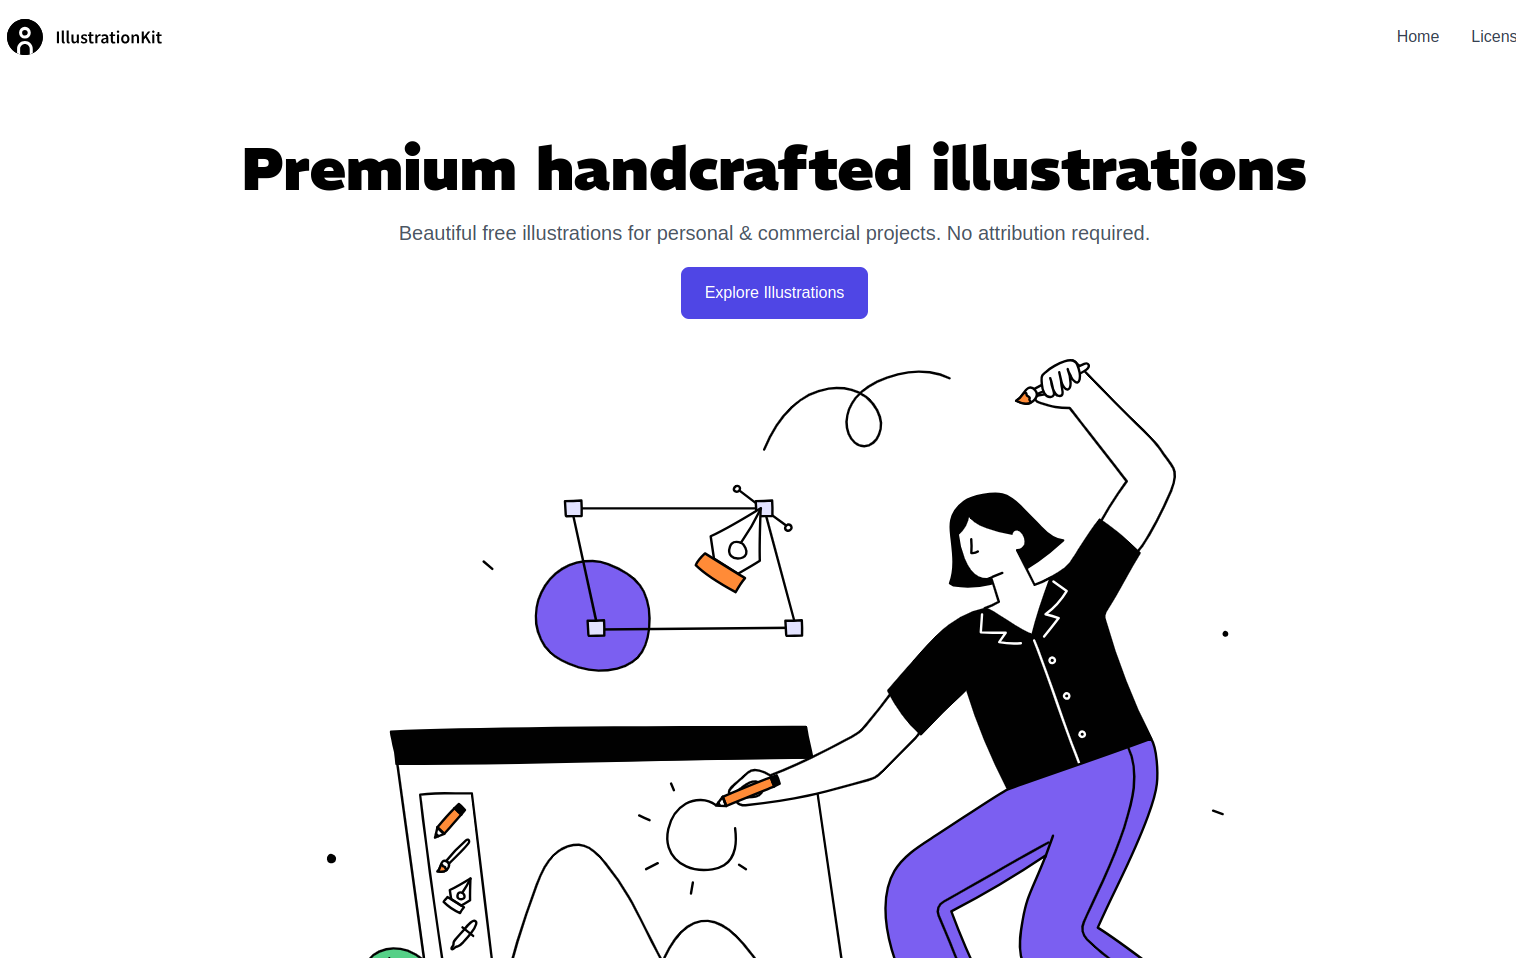 IllustrationKit
Home
Licens
Premium handcrafted illustrations
Beautiful free illustrations for personal & commercial projects. No attribution required.
Explore Illustrations